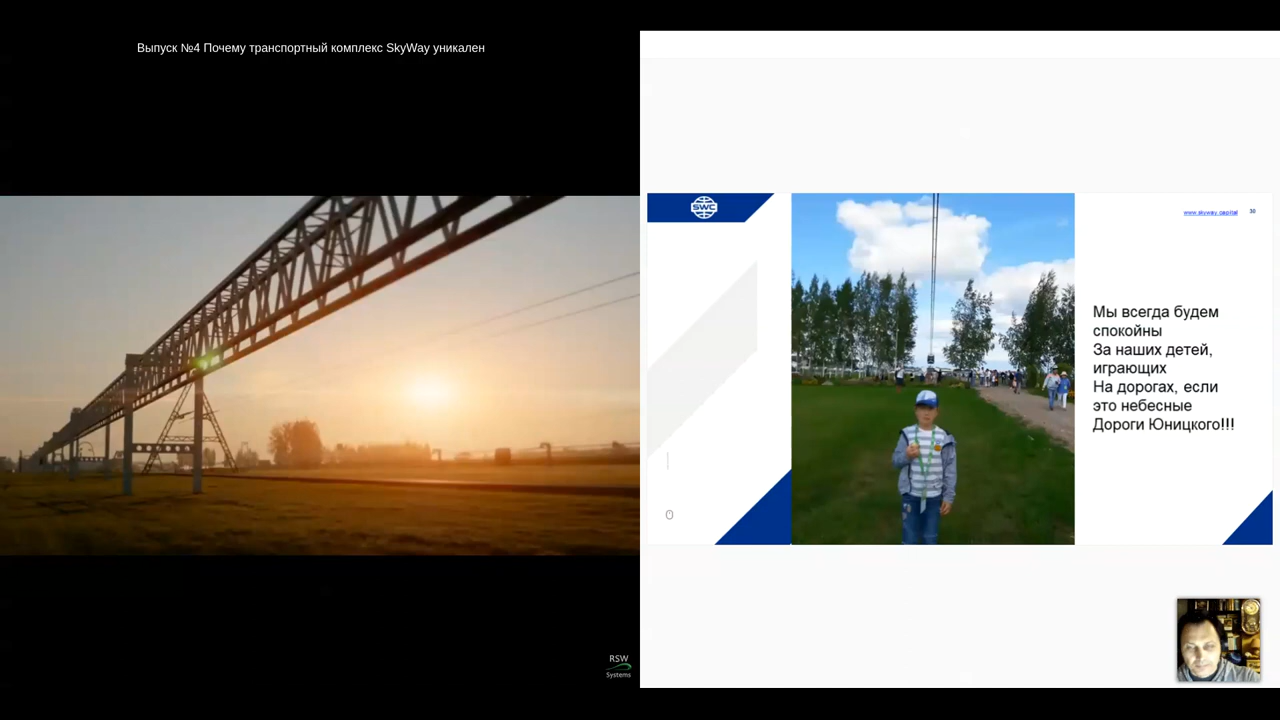 Выпуск №4 Почему транспортный комплекс SkyWay уникален
SWC
www.skyway.capital
30
Мы всегда будем
спокойны
За наших детей,
играющих
На дорогах, если
это небесные
Дороги Юницкого!!!
RSW
Systems